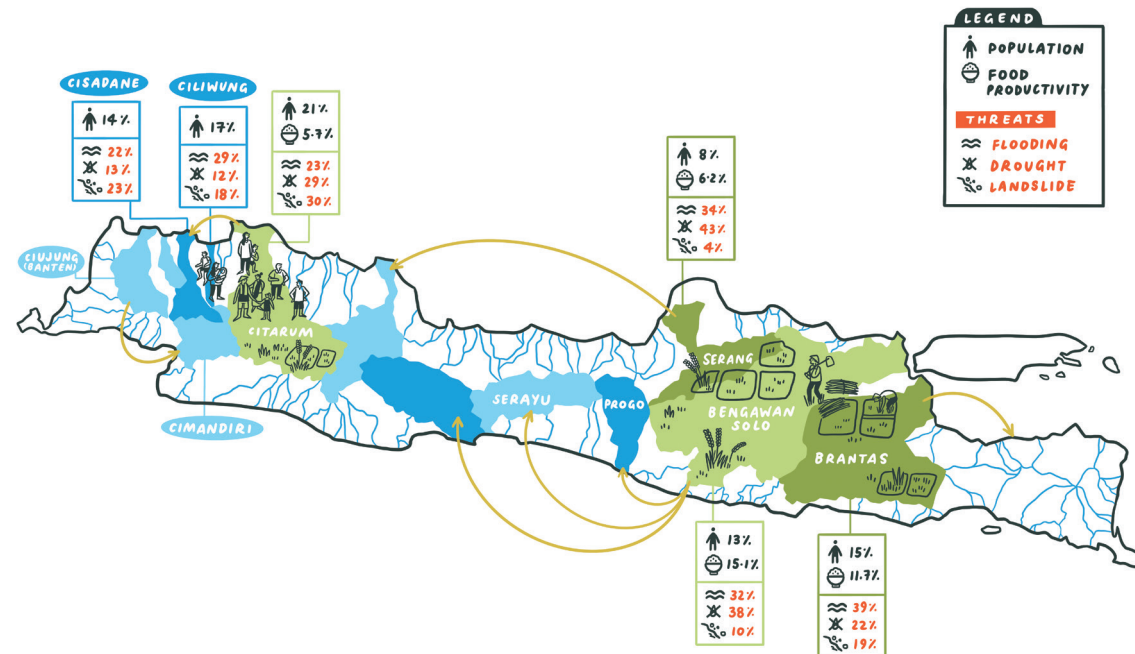 LEGEND
POPULATION
FOOD
PRODUCTIVITY
THREATS
FLOODING
DROUGHT
LANDSLIDE
CISADANE
14%
22%
13%
23%
CILIWUNG
17%
29%
12%
18%
21%
5.7%
23%
29%
30%
8%
6.2%
34%
43%
4%
CIUJUNG
(BANTEN)
CITARUM
CIMANDIRI
SERAYU
PROGO
SERANG
BENGAWAN
SOLO
BRANTAS
13%
15.1%
32%
38%
10%
15%
11.7%
39%
22%
19%